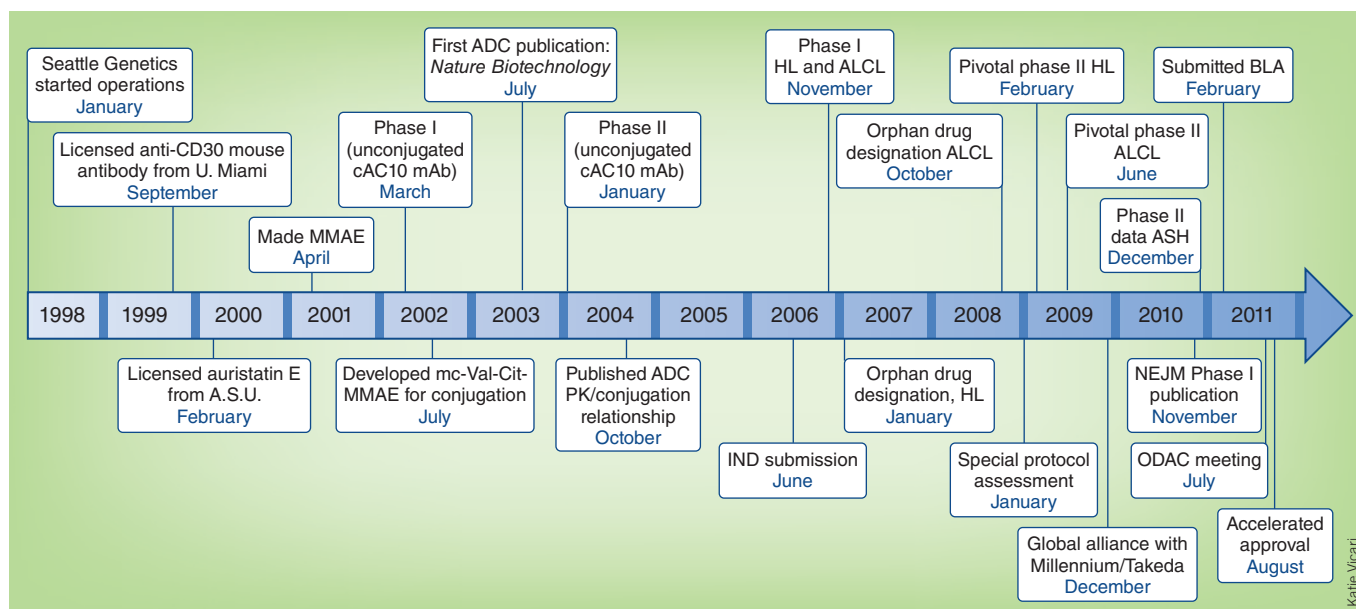 Seattle Genetics
started operations
January
Licensed anti-CD30 mouse
antibody from U. Miami
September
Made MMAE
April
Phase I
(unconjugated
cAC10 mAb)
March
First ADC publication:
Nature Biotechnology
July
Phase II
(unconjugated
cAC10 mAb)
January
Phase I
HL and ALCL
November
Orphan drug
designation ALCL
October
Pivotal phase II HL
February
Pivotal phase II
ALCL
June
Phase II
data ASH
December
Submitted BLA
February
1998 1999 2000 2001 2002 2003 2004 2005 2006 2007 2008 2009 2010 2011
Licensed auristatin E
from A.S.U.
February
Developed mc-Val-Cit-
MMAE for conjugation
July
Published ADC
PK/conjugation
relationship
October
IND submission
June
Orphan drug
designation, HL
January
Special protocol
assessment
January
Global alliance with
Millennium/Takeda
December
NEJM Phase I
publication
November
ODAC meeting
July
Accelerated
approval
August
Katie Vicari